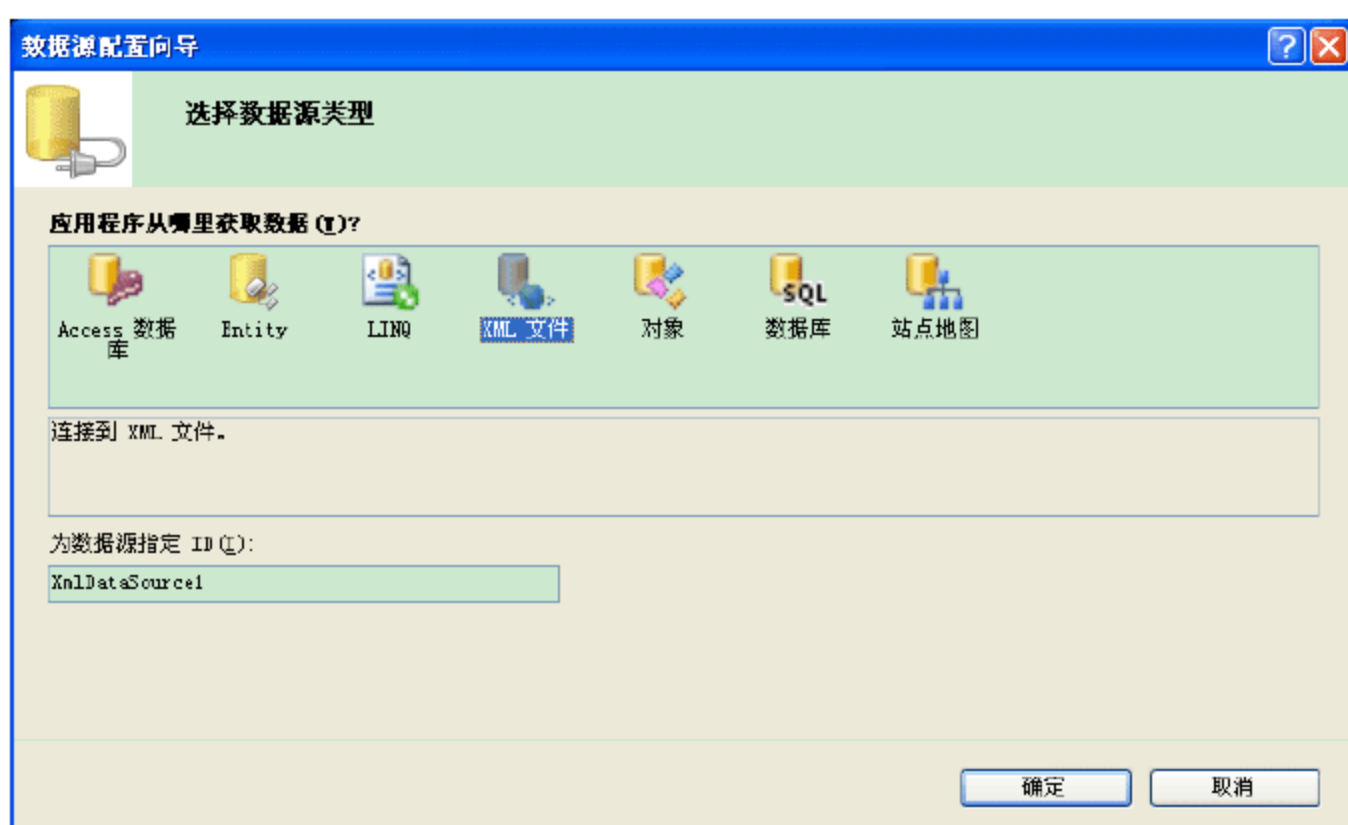 数据源配置向导
选择数据源类型
应用程序从哪里获取数据(T)?
SQL
Access 数据库
Entity
LINQ
XML 文件
对象
数据库
站点地图
连接到 XML 文件。
为数据源指定 ID(I):
XmlDataSource1
确定
取消